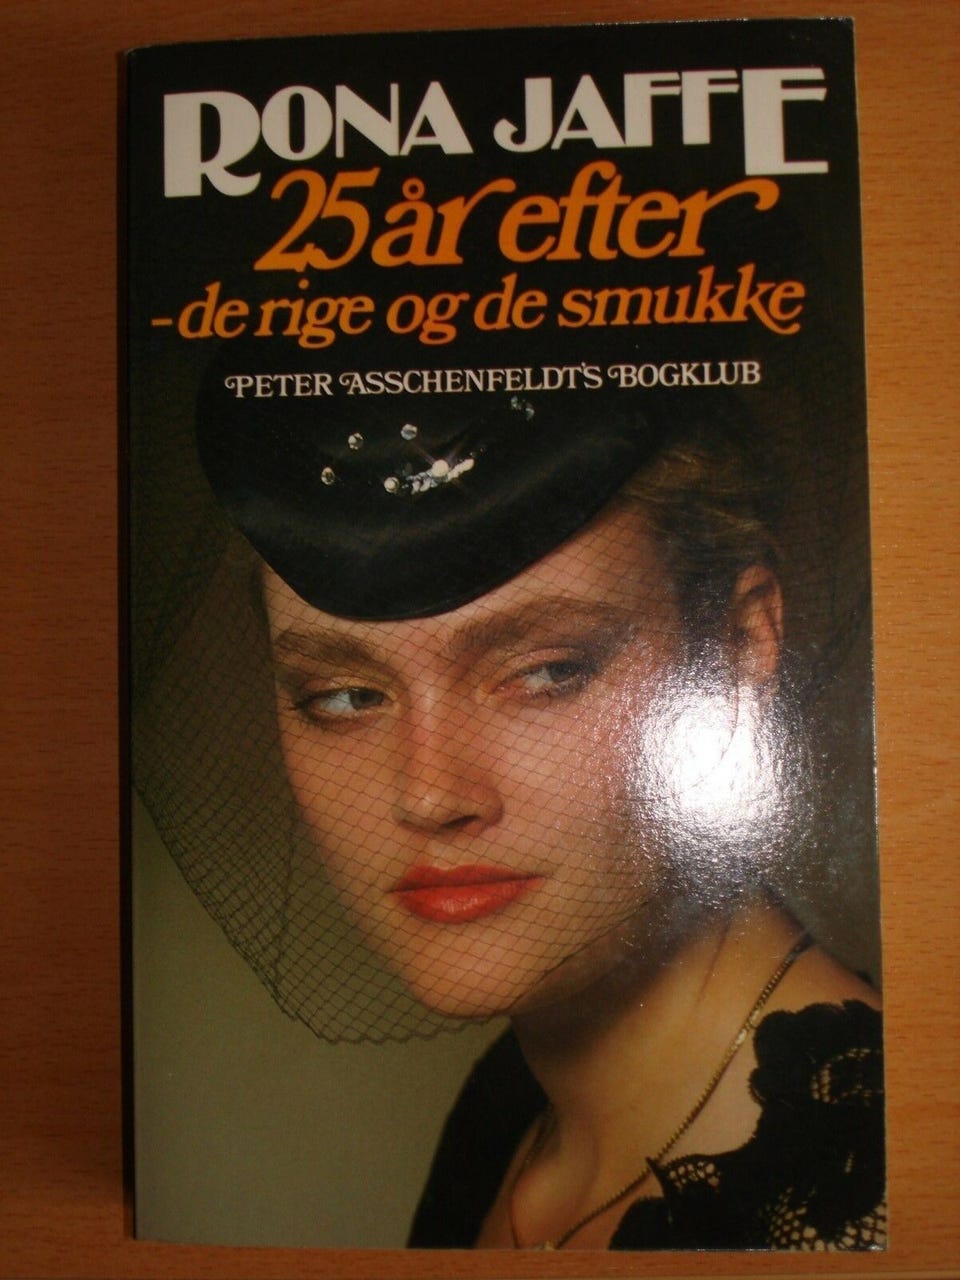 RONA JAFFE
25 år efter
- de rige og de smukke
PETER ASSCHENFELDT'S BOGKLUB